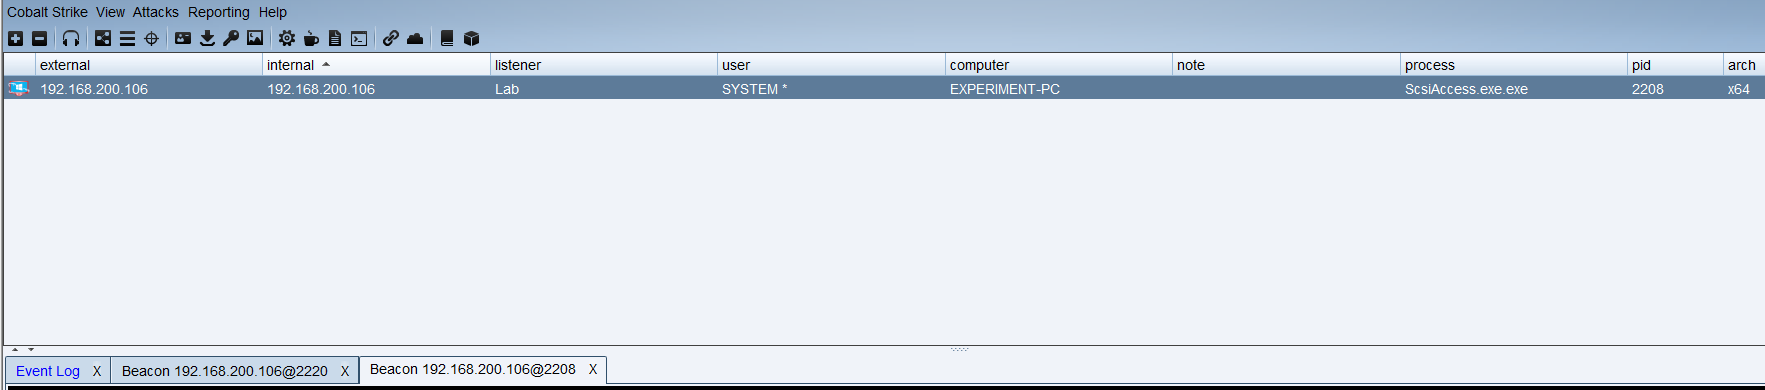 Cobalt Strike View Attacks Reporting Help
external internal listener user computer note process pid arch
192.168.200.106 192.168.200.106 Lab SYSTEM * EXPERIMENT-PC ScsiAccess.exe.exe 2208 x64
Event Log X Beacon 192.168.200.106@2220 X Beacon 192.168.200.106@2208 X